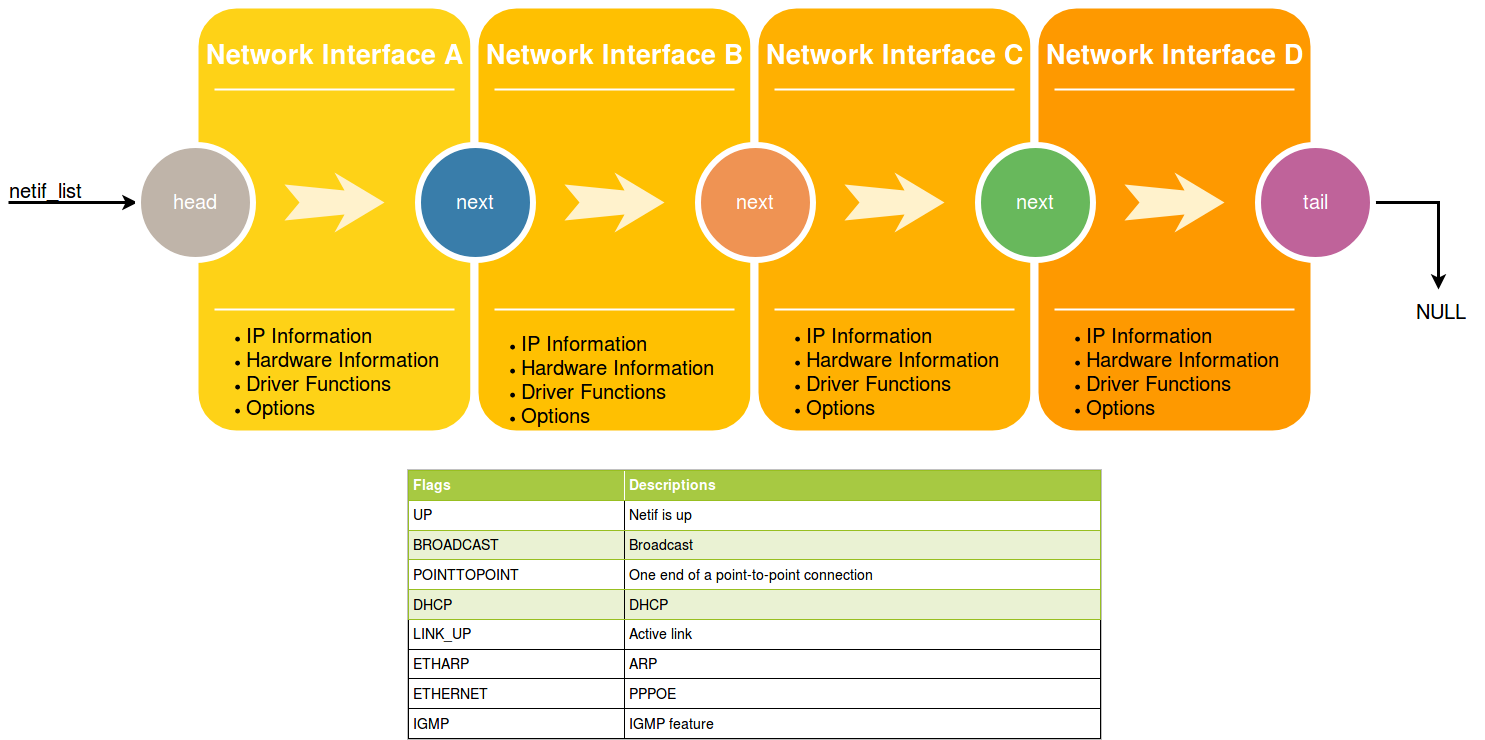 Network Interface A
Network Interface B
Network Interface C
Network Interface D
netif_list
head
next
next
next
tail
NULL
• IP Information
• Hardware Information
• Driver Functions
• Options
• IP Information
• Hardware Information
• Driver Functions
• Options
• IP Information
• Hardware Information
• Driver Functions
• Options
• IP Information
• Hardware Information
• Driver Functions
• Options
Flags Descriptions
UP Netif is up
BROADCAST Broadcast
POINTTOPOINT One end of a point-to-point connection
DHCP DHCP
LINK_UP Active link
ETHARP ARP
ETHERNET PPPOE
IGMP IGMP feature